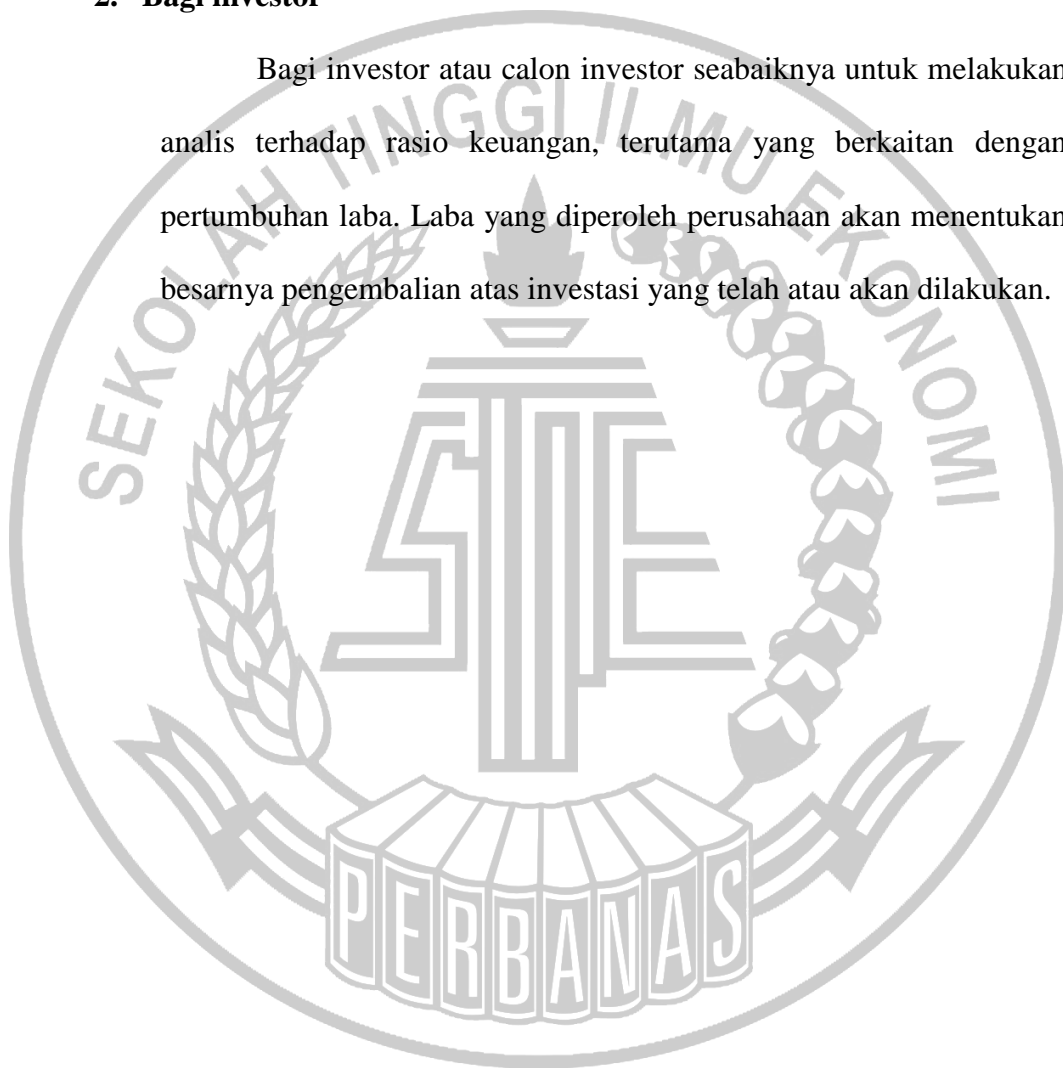 2. Bagi investor
Bagi investor atau calon investor seabaiknya untuk melakukan
analis terhadap rasio keuangan, terutama yang berkaitan dengan
pertumbuhan laba. Laba yang diperoleh perusahaan akan menentukan
besarnya pengembalian atas investasi yang telah atau akan dilakukan.
SEKOLAH TINGGI ILMU EKONOMI
STIE
PERBANAS